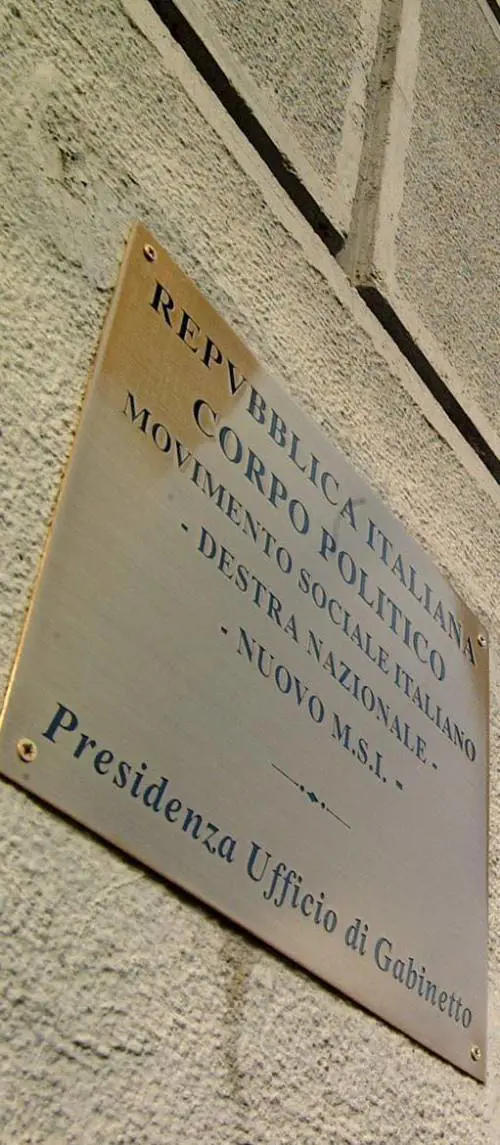 REPVBBLICA ITALIANA
CORPO POLITICO
MOVIMENTO SOCIALE ITALIANO
- DESTRA NAZIONALE -
- NUOVO M.S.I. -
Presidenza Ufficio di Gabinetto